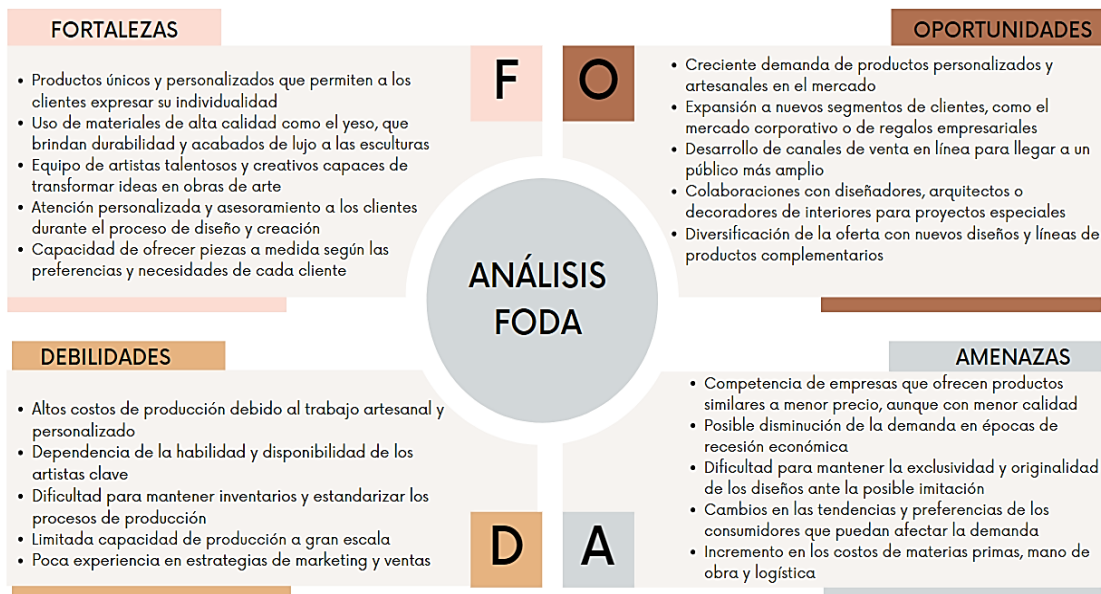 FORTALEZAS
• Productos únicos y personalizados que permiten a los
clientes expresar su individualidad
• Uso de materiales de alta calidad como el yeso, que
brindan durabilidad y acabados de lujo a las esculturas
• Equipo de artistas talentosos y creativos capaces de
transformar ideas en obras de arte
• Atención personalizada y asesoramiento a los clientes
durante el proceso de diseño y creación
• Capacidad de ofrecer piezas a medida según las
preferencias y necesidades de cada cliente
F
O
OPORTUNIDADES
• Creciente demanda de productos personalizados y
artesanales en el mercado
• Expansión a nuevos segmentos de clientes, como el
mercado corporativo o de regalos empresariales
• Desarrollo de canales de venta en línea para llegar a un
público más amplio
• Colaboraciones con diseñadores, arquitectos o
decoradores de interiores para proyectos especiales
• Diversificación de la oferta con nuevos diseños y líneas de
productos complementarios
ANÁLISIS
FODA
DEBILIDADES
• Altos costos de producción debido al trabajo artesanal y
personalizado
• Dependencia de la habilidad y disponibilidad de los
artistas clave
• Dificultad para mantener inventarios y estandarizar los
procesos de producción
• Limitada capacidad de producción a gran escala
• Poca experiencia en estrategias de marketing y ventas
D
A
AMENAZAS
• Competencia de empresas que ofrecen productos
similares a menor precio, aunque con menor calidad
• Posible disminución de la demanda en épocas de
recesión económica
• Dificultad para mantener la exclusividad y originalidad
de los diseños ante la posible imitación
• Cambios en las tendencias y preferencias de los
consumidores que puedan afectar la demanda
• Incremento en los costos de materias primas, mano de
obra y logística